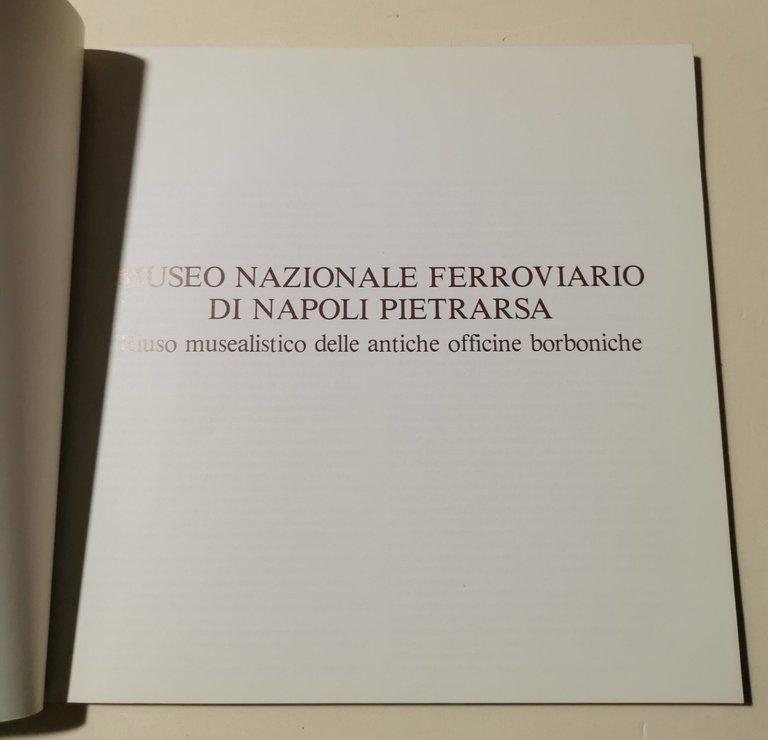 MUSEO NAZIONALE FERROVIARIO
DI NAPOLI PIETRARSA
Riuso musealistico delle antiche officine borboniche